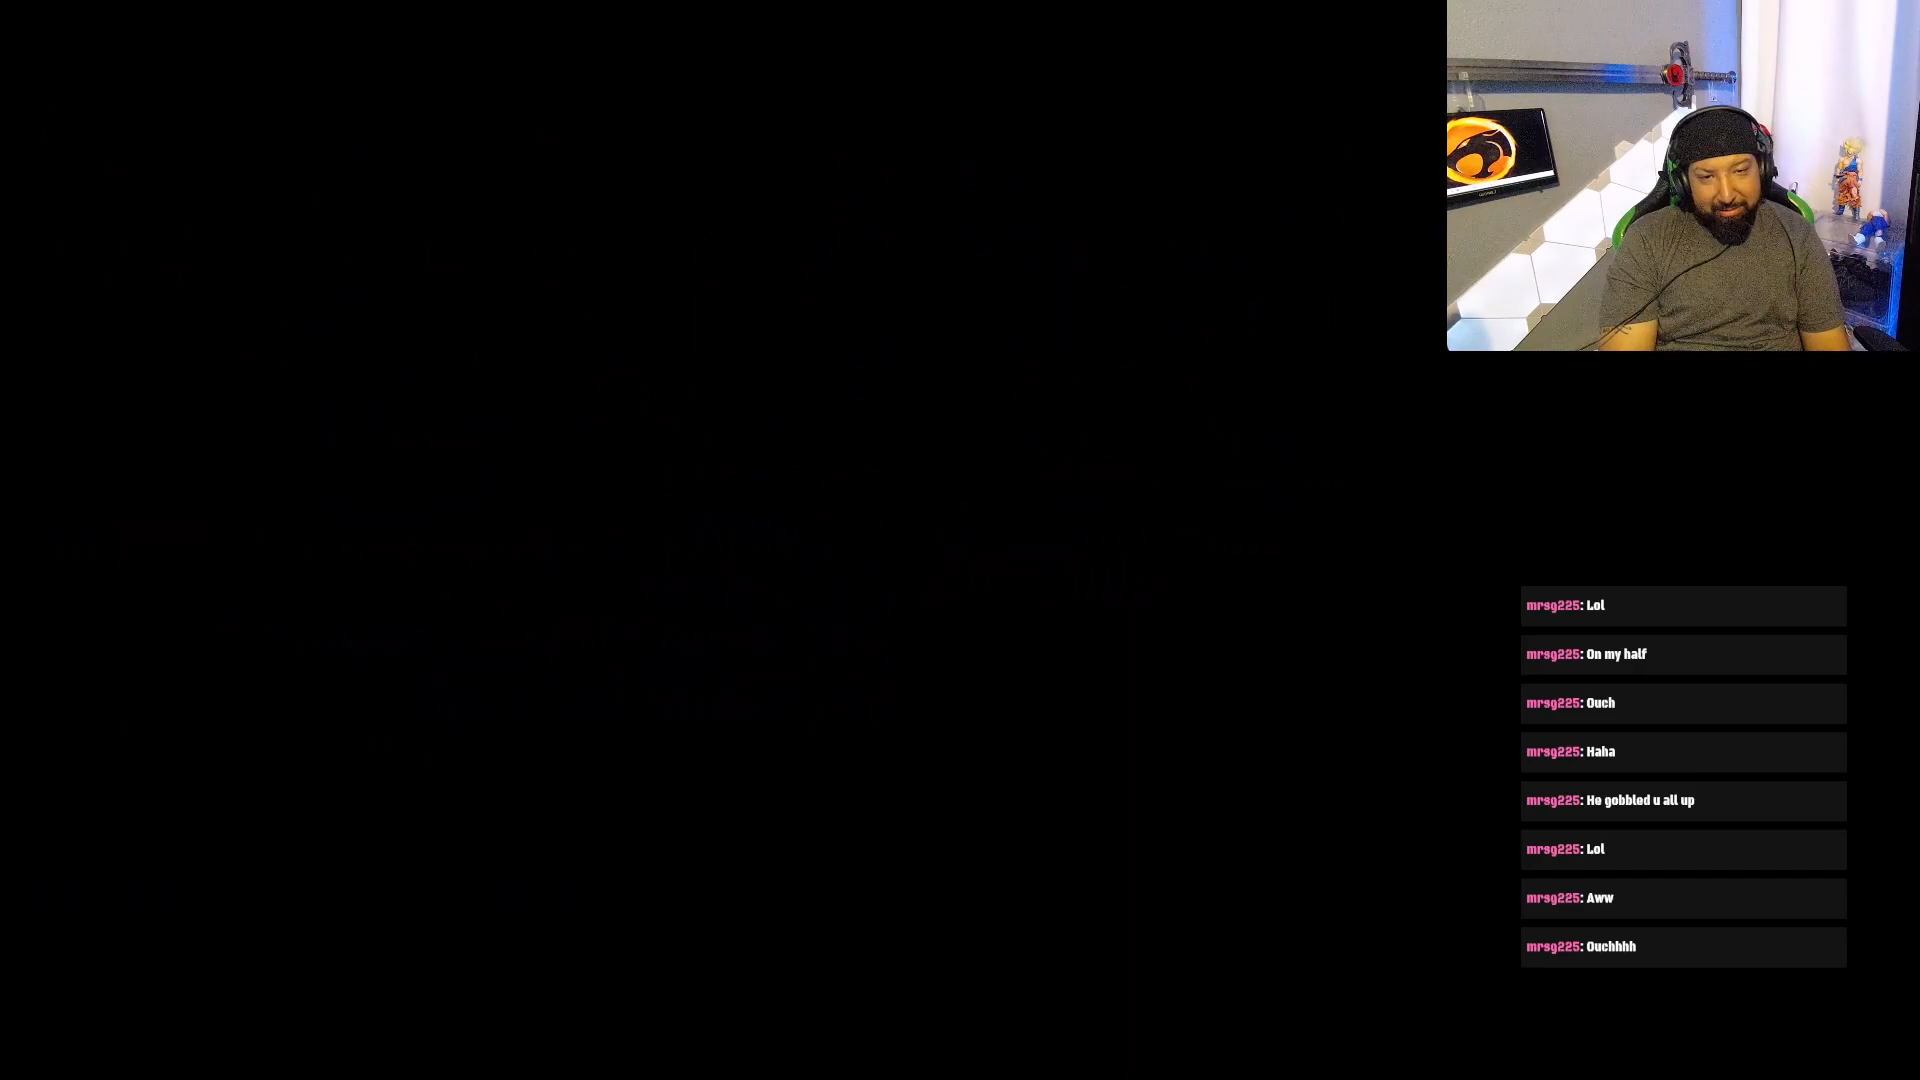 mrsg225: Lol
mrsg225: On my half
mrsg225: Ouch
mrsg225: Haha
mrsg225: He gobbled u all up
mrsg225: Lol
mrsg225: Aww
mrsg225: Ouchhhh